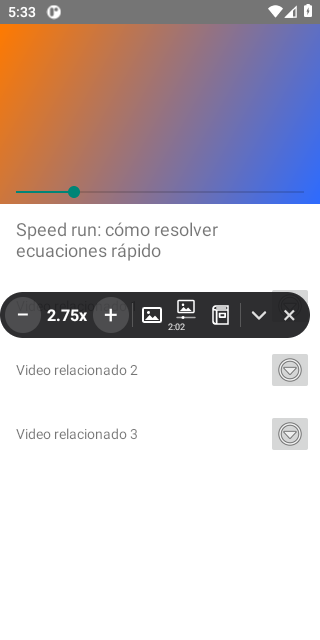 5:33
Speed run: cómo resolver
ecuaciones rápido
2.75x
2:02
Video relacionado 2
Video relacionado 3